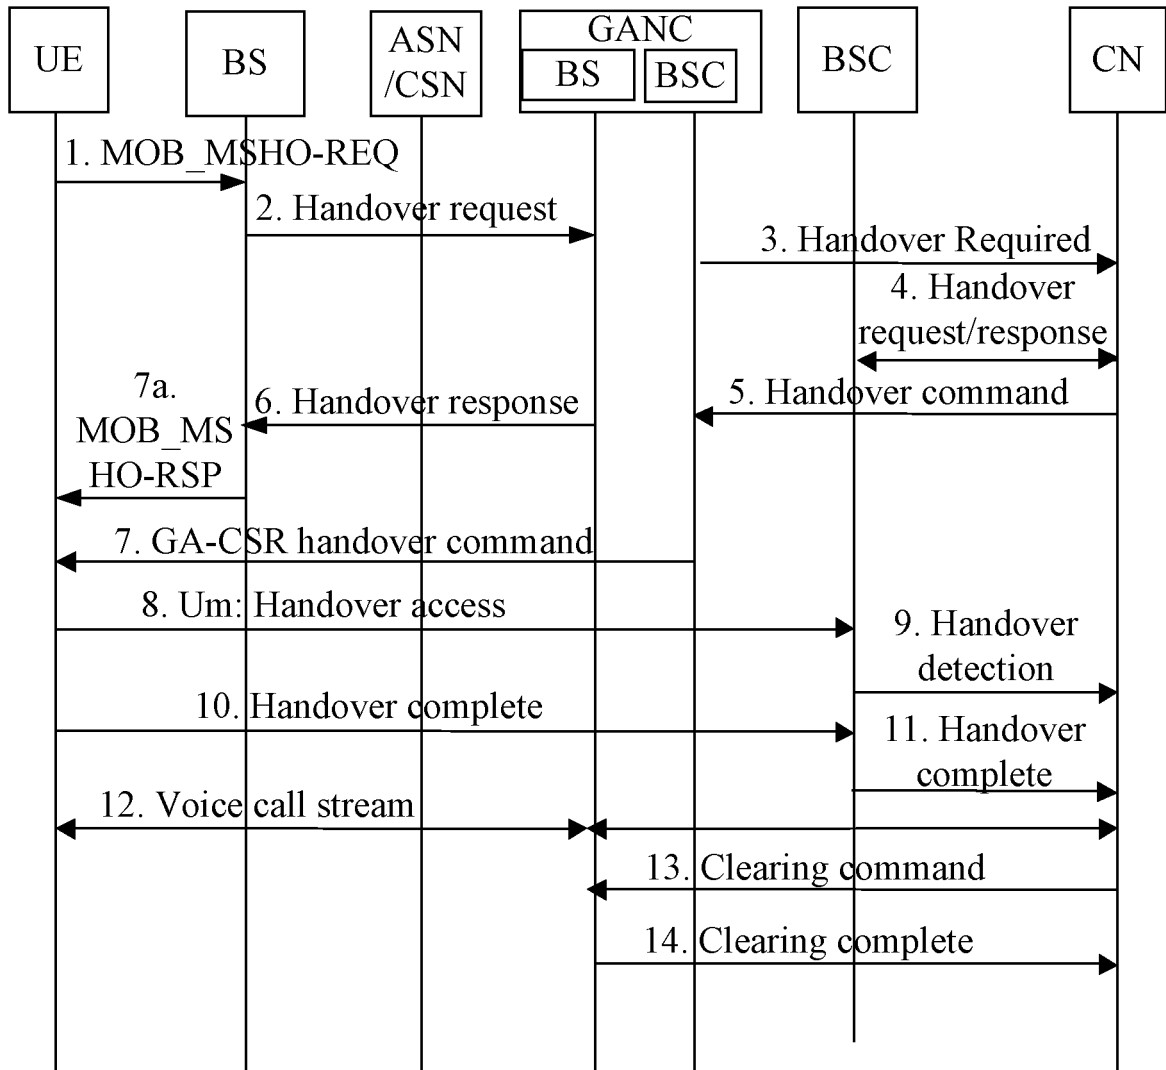 UE
BS
ASN
/CSN
GANC
BS
BSC
BSC
CN
1. MOB_MSHO-REQ
2. Handover request
3. Handover Required
4. Handover
request/response
5. Handover command
6. Handover response
7a.
MOB_MS
HO-RSP
7. GA-CSR handover command
8. Um: Handover access
9. Handover
detection
10. Handover complete
11. Handover
complete
12. Voice call stream
13. Clearing command
14. Clearing complete